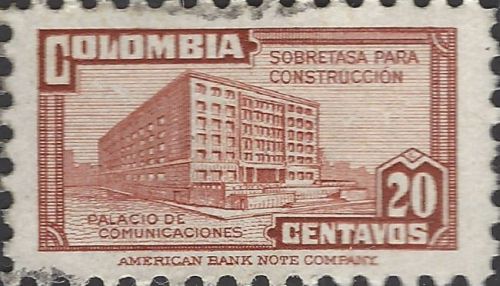 COLOMBIA
SOBRETASA PARA
CONSTRUCCIÓN
PALACIO DE
COMUNICACIONES
20
CENTAVOS
AMERICAN BANK NOTE COMPANY.